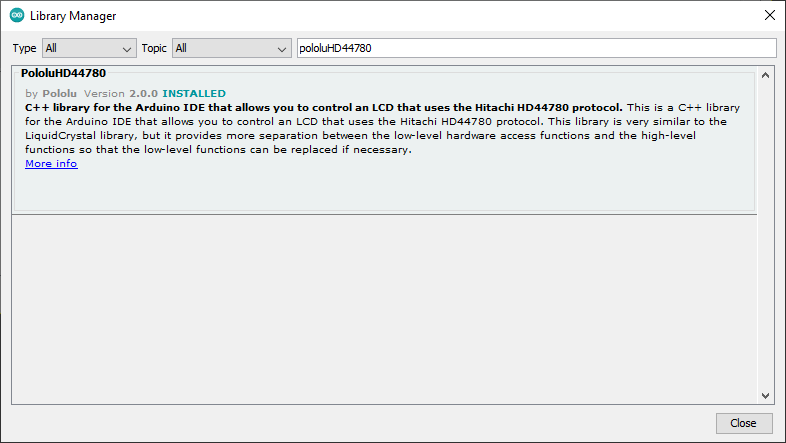 Library Manager
Type All Topic All pololuHD44780
PololuHD44780
by Pololu Version 2.0.0 INSTALLED
C++ library for the Arduino IDE that allows you to control an LCD that uses the Hitachi HD44780 protocol. This is a C++ library
for the Arduino IDE that allows you to control an LCD that uses the Hitachi HD44780 protocol. This library is very similar to the
LiquidCrystal library, but it provides more separation between the low-level hardware access functions and the high-level
functions so that the low-level functions can be replaced if necessary.
More info
Close